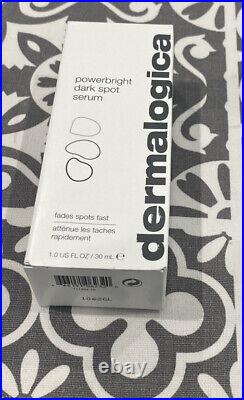 powerbright
dark spot
serum
dermalogica
fades spots fast
atténue les taches
rapidement
1.0 US FL OZ / 30 mL ℮